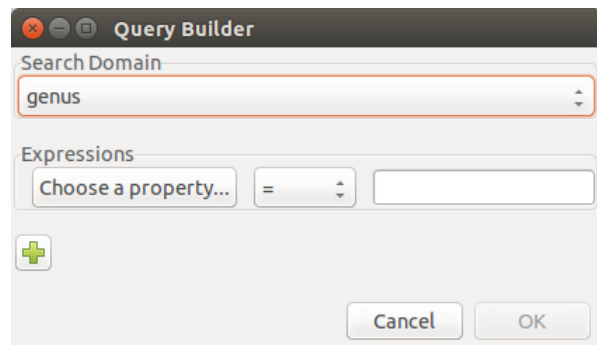 Query Builder
Search Domain
genus
Expressions
Choose a property... =
Cancel OK